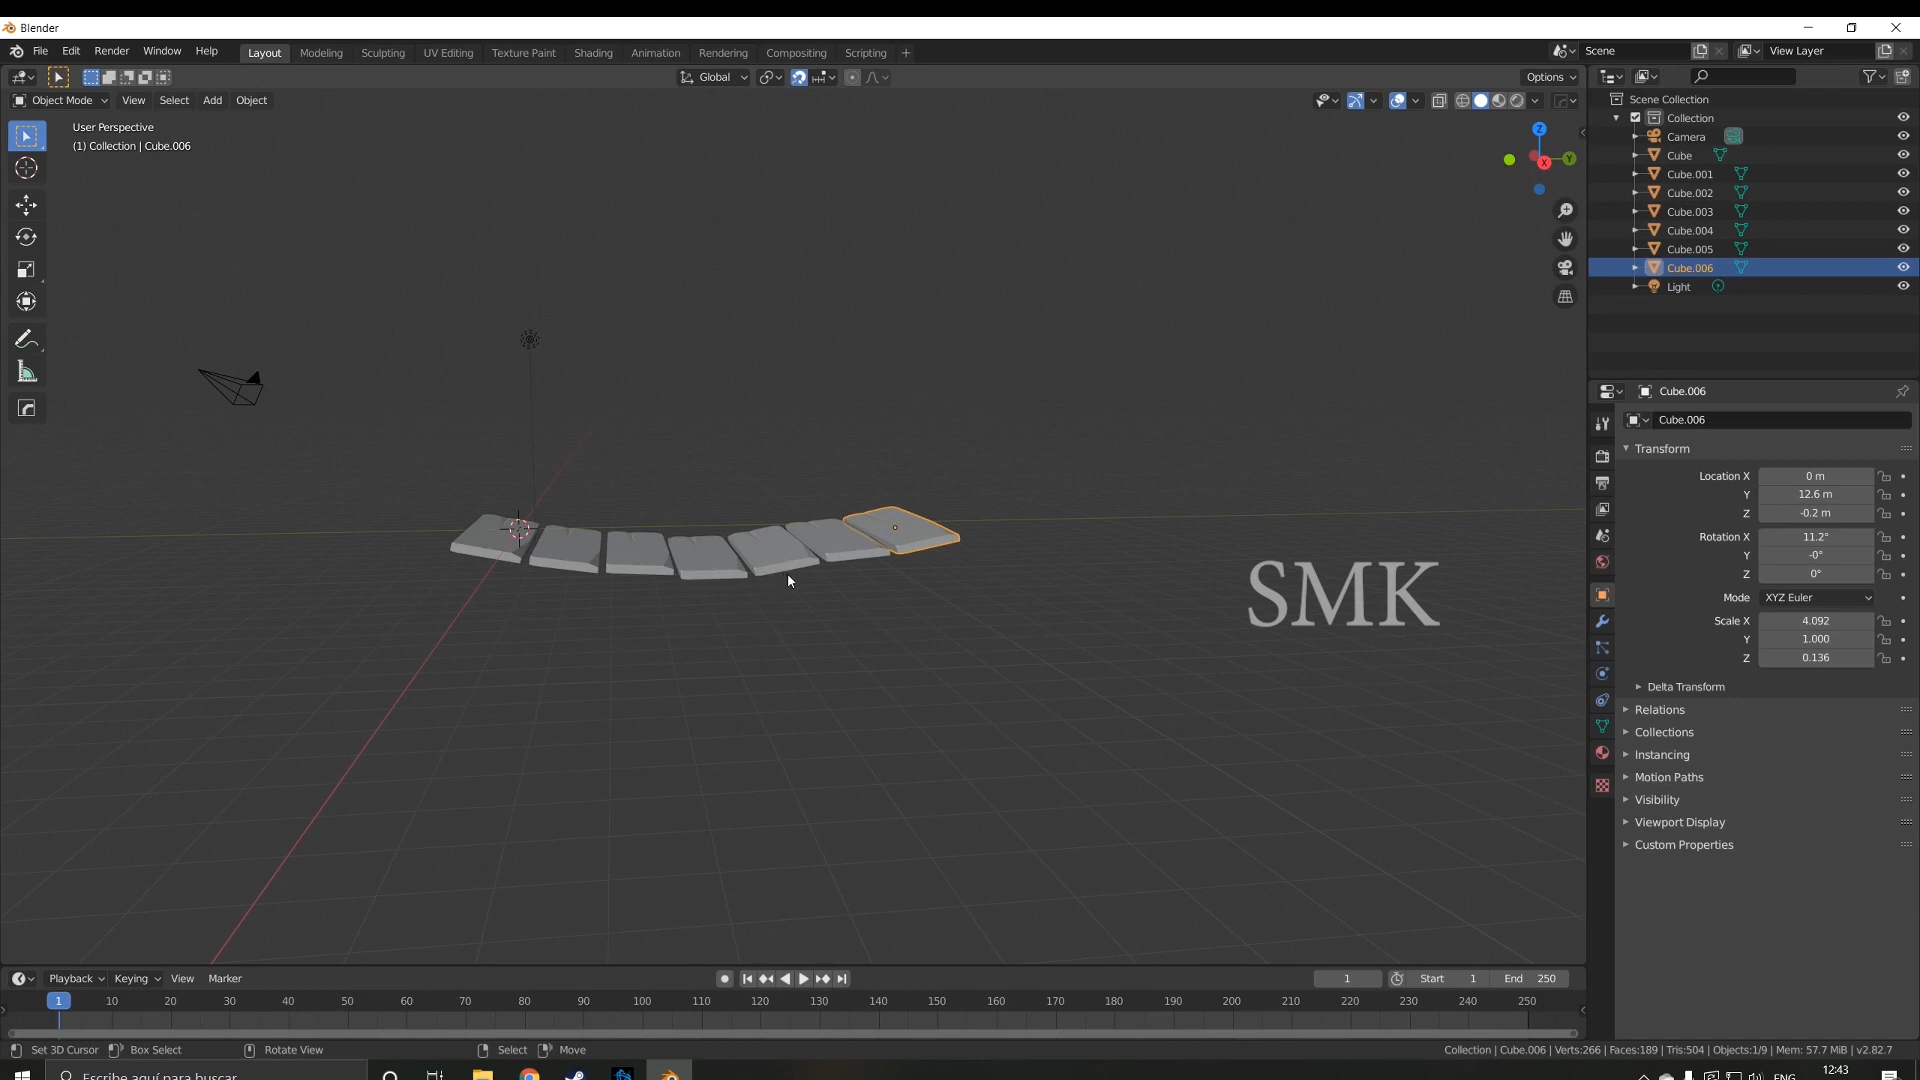 Blender
File Edit Render Window Help Layout Modeling Sculpting UV Editing Texture Paint Shading Animation Rendering Compositing Scripting + Scene View Layer
Global Options
Object Mode View Select Add Object
User Perspective
(1) Collection | Cube.006
Z
Y
X
Scene Collection
Collection
Camera
Cube
Cube.001
Cube.002
Cube.003
Cube.004
Cube.005
Cube.006
Light
Cube.006
Cube.006
Transform
Location X 0 m
Y 12.6 m
Z -0.2 m
Rotation X 11.2°
Y -0°
Z 0°
Mode XYZ Euler
Scale X 4.092
Y 1.000
Z 0.136
Delta Transform
Relations
Collections
Instancing
Motion Paths
Visibility
Viewport Display
Custom Properties
SMK
Playback Keying View Marker 1 Start 1 End 250
1 10 20 30 40 50 60 70 80 90 100 110 120 130 140 150 160 170 180 190 200 210 220 230 240 250
Set 3D Cursor Box Select Rotate View Select Move Collection | Cube.006 | Verts:266 | Faces:189 | Tris:504 | Objects:1/9 | Mem: 57.7 MiB | v2.82.7
Escribe aquí para buscar ENG 12:43